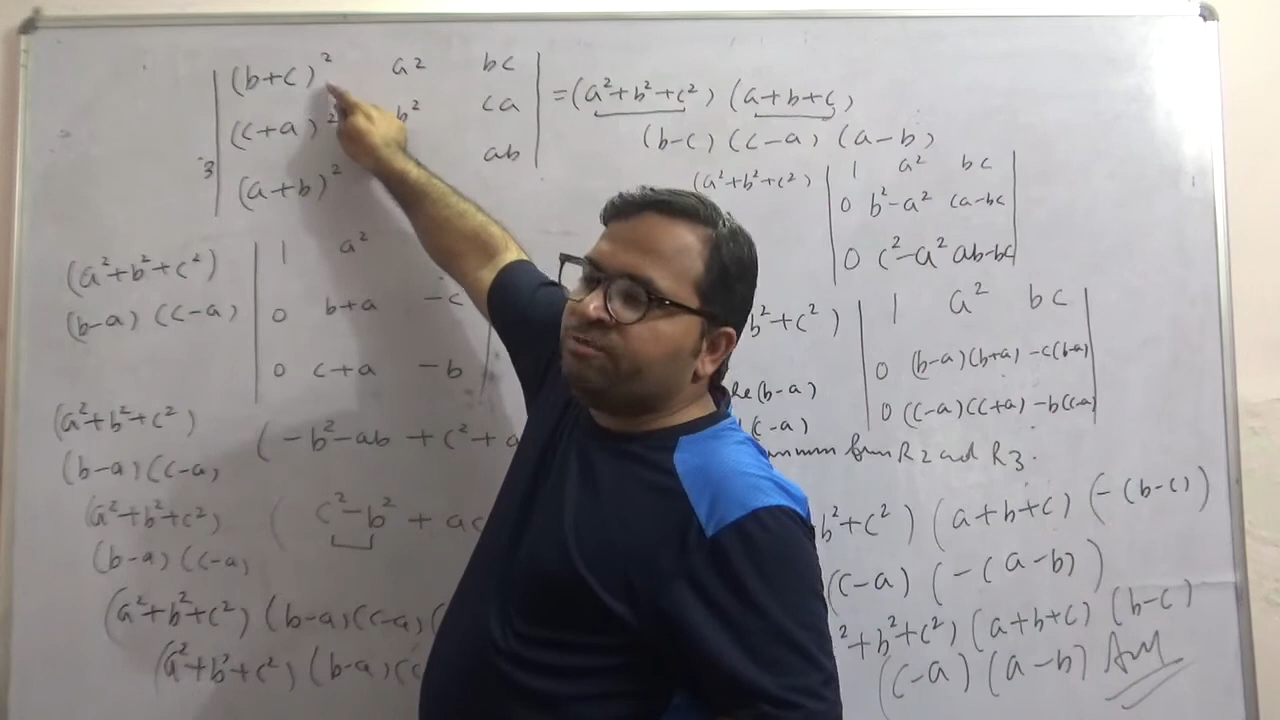 (b+c)² a² bc
(c+a)² b² ca
3 (a+b)² ab
=(a²+b²+c²) (a+b+c)
(b-c) (c-a) (a-b)
(a²+b²+c²) 1 a² bc
0 b²-a² ca-bc
0 c²-a² ab-bc
(a²+b²+c²) 1 a²
(b-a) (c-a) 0 b+a -c
0 c+a -b
b²+c²) 1 a² bc
0 (b-a)(b+a) -c(b-a)
0 (c-a)(c+a) -b(c-a)
(b-a)
(c-a)
from R2 and R3.
(a²+b²+c²) (-b²-ab+c²+a
(b-a)(c-a)
(a²+b²+c²) (c²-b²+ac
(b-a)(c-a)
(a²+b²+c²)(b-a)(c-a)(
(a²+b²+c²)(b-a)(c
b²+c²)(a+b+c)(-(b-c))
(c-a)(-(a-b))
²+b²+c²)(a+b+c)(b-c)
(c-a)(a-b) Ans